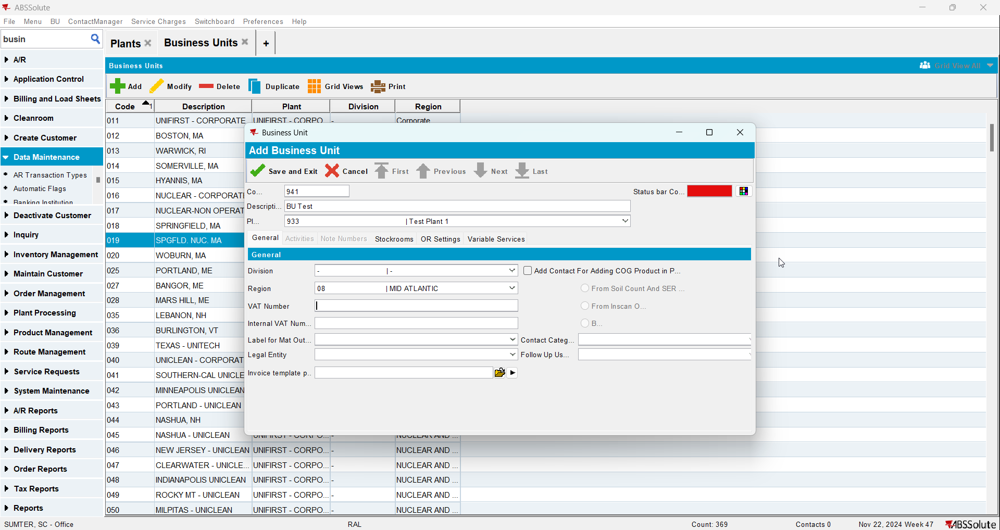 ABSSolute
File Menu BU ContactManager Service Charges Switchboard Preferences Help
busin
Plants
Business Units
+
A/R
Application Control
Billing and Load Sheets
Cleanroom
Create Customer
Data Maintenance
AR Transaction Types
Automatic Flags
Banking Institution
Deactivate Customer
Inquiry
Inventory Management
Maintain Customer
Order Management
Plant Processing
Product Management
Route Management
Service Requests
System Maintenance
A/R Reports
Billing Reports
Delivery Reports
Order Reports
Tax Reports
Reports
Business Units
Grid View All
Add Modify Delete Duplicate Grid Views Print
Code 1 Description Plant Division Region
011 UNIFIRST - CORPORATE UNIFIRST - CORPO... - Corporate
012 BOSTON, MA
013 WARWICK, RI
014 SOMERVILLE, MA
015 HYANNIS, MA
016 NUCLEAR - CORPORATE
017 NUCLEAR-NON OPERAT
018 SPRINGFIELD, MA
019 SPGFLD. NUC. MA
020 WOBURN, MA
025 PORTLAND, ME
027 BANGOR, ME
028 MARS HILL, ME
035 LEBANON, NH
036 BURLINGTON, VT
039 TEXAS - UNITECH
040 UNICLEAN - CORPORAT
041 SOUTHERN-CAL UNICLE
042 MINNEAPOLIS UNICLEAN
043 PORTLAND - UNICLEAN
044 NASHUA, NH
045 NASHUA - UNICLEAN UNIFIRST - CORPO... - NUCLEAR AND ...
046 NEW JERSEY - UNICLEAN UNIFIRST - CORPO... - NUCLEAR AND ...
047 CLEARWATER - UNICLE... UNIFIRST - CORPO... - NUCLEAR AND ...
048 INDIANAPOLIS UNICLEAN UNIFIRST - CORPO... - NUCLEAR AND ...
049 ROCKY MT - UNICLEAN UNIFIRST - CORPO... - NUCLEAR AND ...
050 MILPITAS - UNICLEAN UNIFIRST - CORPO... - NUCLEAR AND ...
Business Unit
Add Business Unit
Save and Exit Cancel First Previous Next Last
Co... 941 Status bar Co...
Descripti... BU Test
Pl... 933 | Test Plant 1
General Activities Note Numbers Stockrooms OR Settings Variable Services
General
Division - | - Add Contact For Adding COG Product in P...
Region 08 | MID ATLANTIC From Soil Count And SER ...
VAT Number From Inscan O...
Internal VAT Num... B...
Label for Mat Out... Contact Categ...
Legal Entity Follow Up Us...
Invoice template p..
SUMTER, SC - Office RAL Count: 369 Contacts 0 Nov 22, 2024 Week 47 ABSSolute